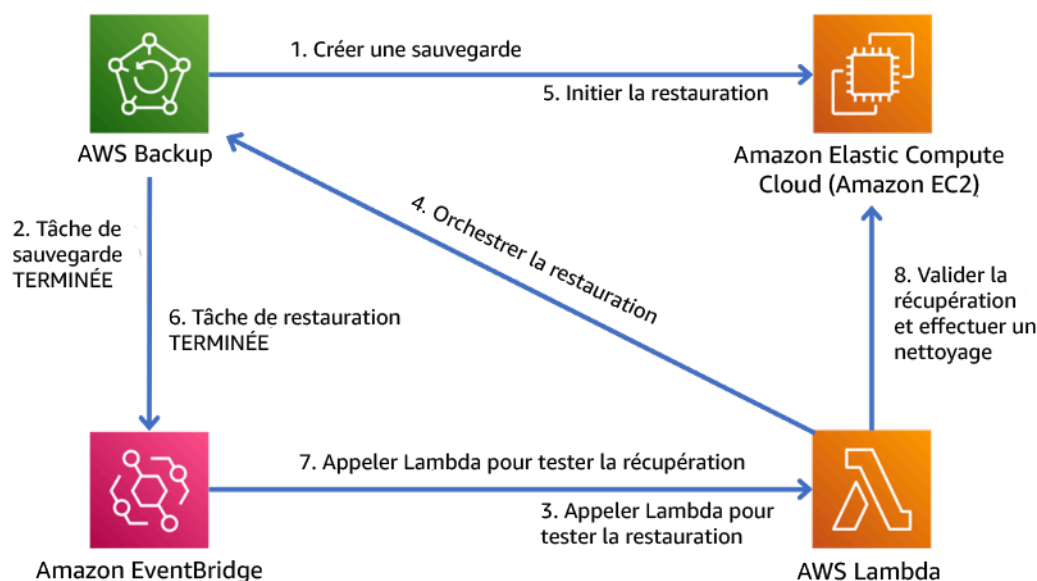 1. Créer une sauvegarde
5. Initier la restauration
AWS Backup
Amazon Elastic Compute
Cloud (Amazon EC2)
4. Orchestrer la restauration
2. Tâche de
sauvegarde
TERMINÉE
6. Tâche de restauration
TERMINÉE
8. Valider la
récupération
et effectuer un
nettoyage
7. Appeler Lambda pour tester la récupération
3. Appeler Lambda pour
tester la restauration
Amazon EventBridge
AWS Lambda